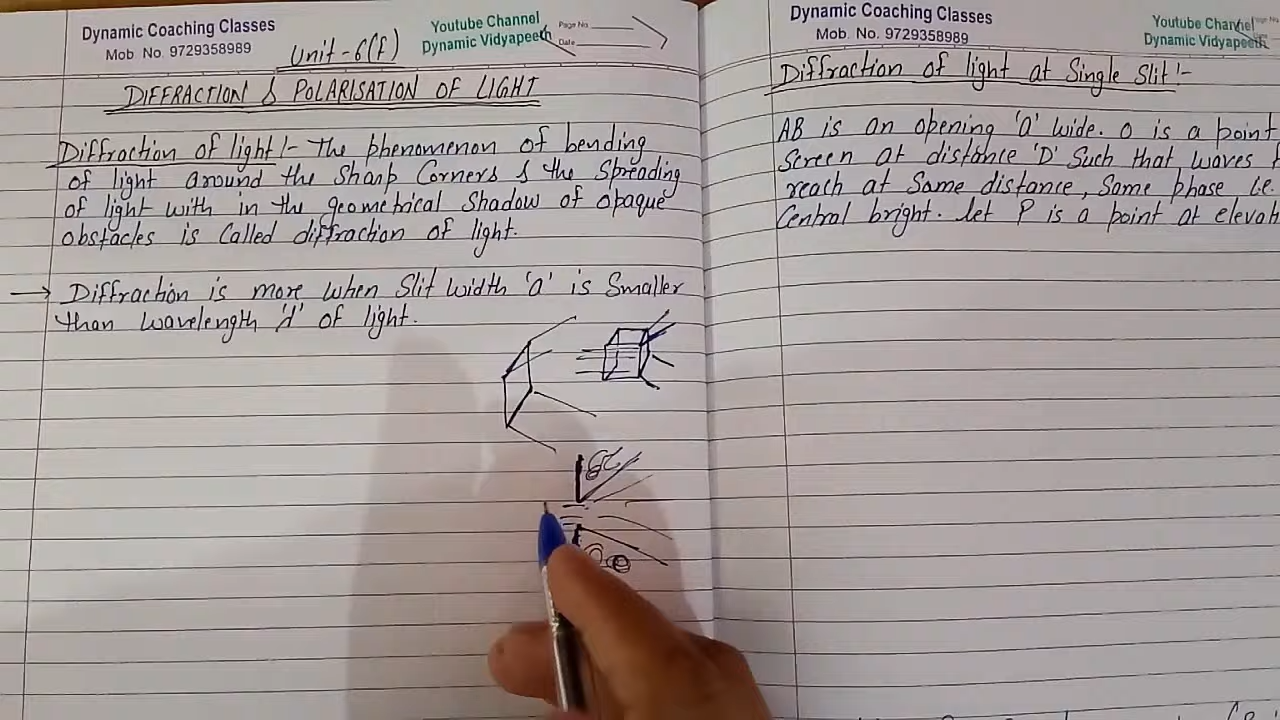 Dynamic Coaching Classes
Mob. No. 9729358989
Youtube Channel
Dynamic Vidyapeeth
Page No.
Date
Unit-6(f)
DIFFRACTION & POLARISATION OF LIGHT
Diffraction of light:- The phenomenon of bending
of light around the sharp Corners & the Spreading
of light with in the geometrical Shadow of opaque
obstacles is Called diffraction of light.
→ Diffraction is more when Slit width 'a' is Smaller
than wavelength 'λ' of light.
Dynamic Coaching Classes
Mob. No. 9729358989
Youtube Channel
Dynamic Vidyapeeth
Page No
Diffraction of light at Single Slit:-
AB is an opening 'a' wide. O is a point
Screen at distance 'D' Such that waves
reach at Same distance, Same phase i.e.
Central bright. Let P is a point at